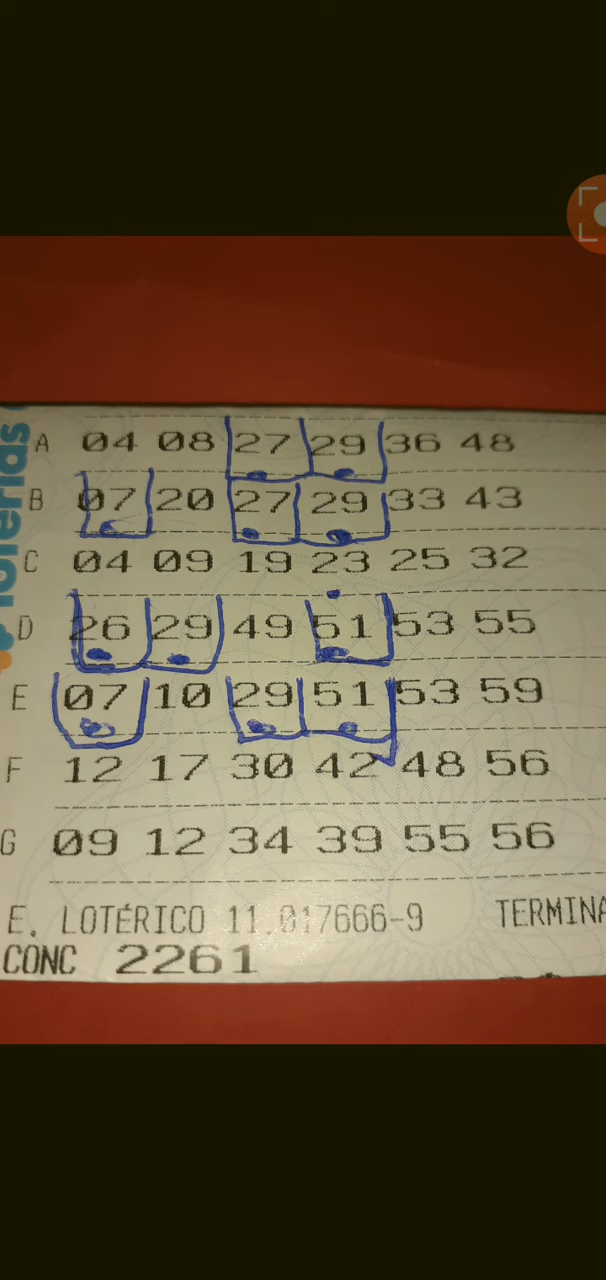 loterias
A 04 08 27 29 36 48
B 07 20 27 29 33 43
C 04 09 19 23 25 32
D 26 29 49 51 53 55
E 07 10 29 51 53 59
F 12 17 30 42 48 56
G 09 12 34 39 55 56
E. LOTÉRICO 11.017666-9 TERMINA
CONC 2261